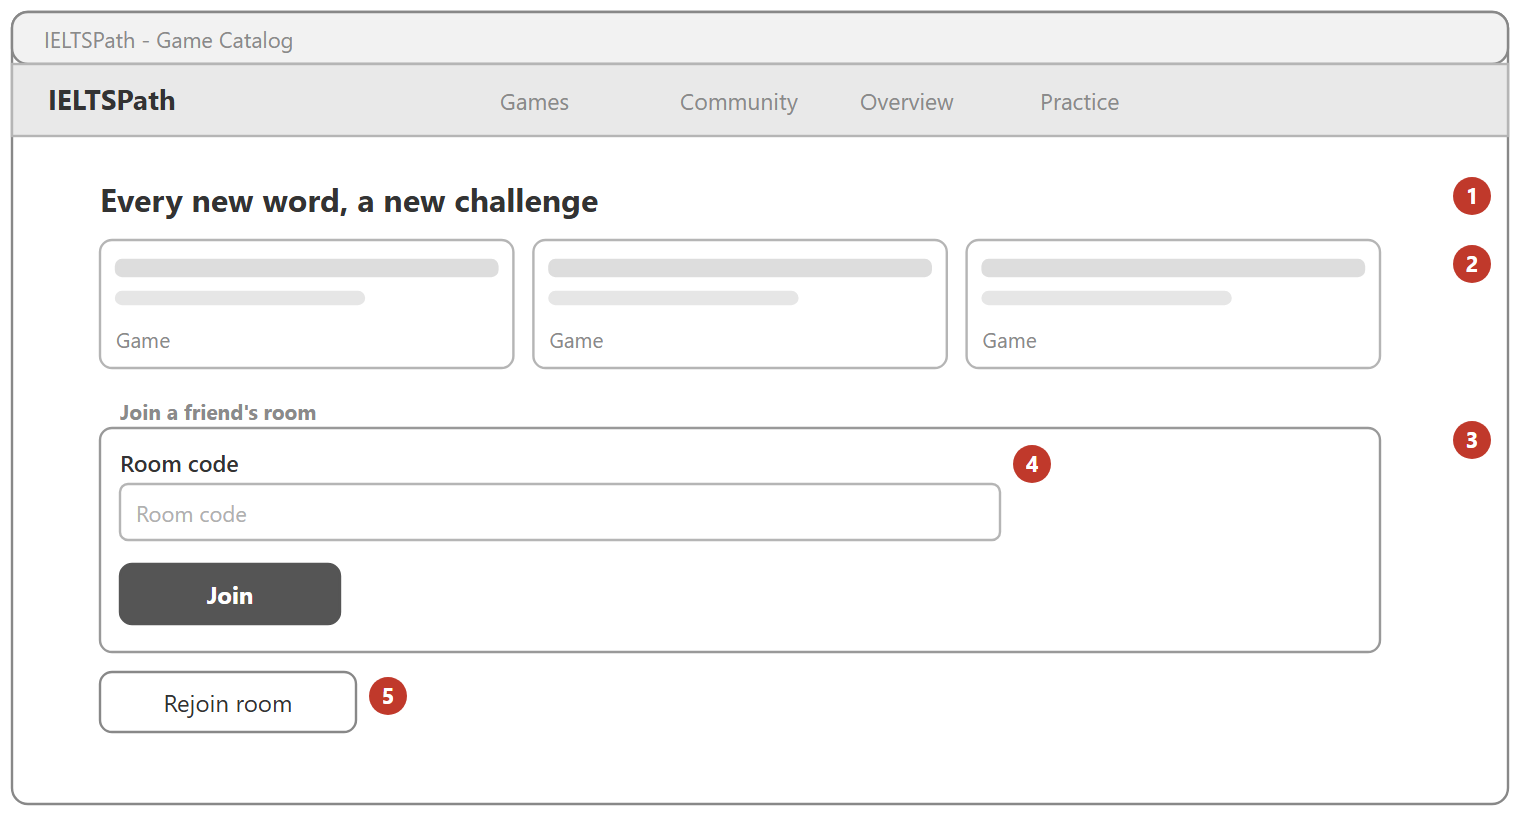 IELTSPath - Game Catalog
IELTSPath Games Community Overview Practice
Every new word, a new challenge 1
2
Game Game Game
Join a friend's room
3
Room code 4
Room code
Join
Rejoin room 5